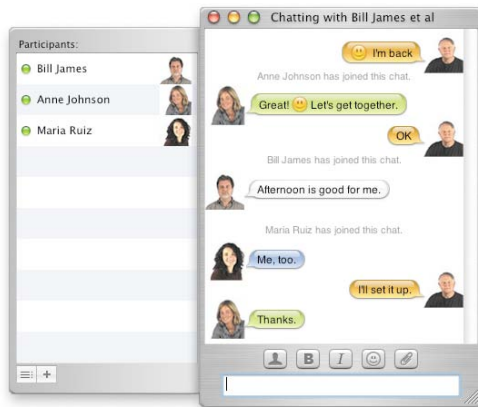 Participants:
Bill James
Anne Johnson
Maria Ruiz
Chatting with Bill James et al
I'm back
Anne Johnson has joined this chat.
Great! Let's get together.
OK
Bill James has joined this chat.
Afternoon is good for me.
Maria Ruiz has joined this chat.
Me, too.
I'll set it up.
Thanks.
B
I